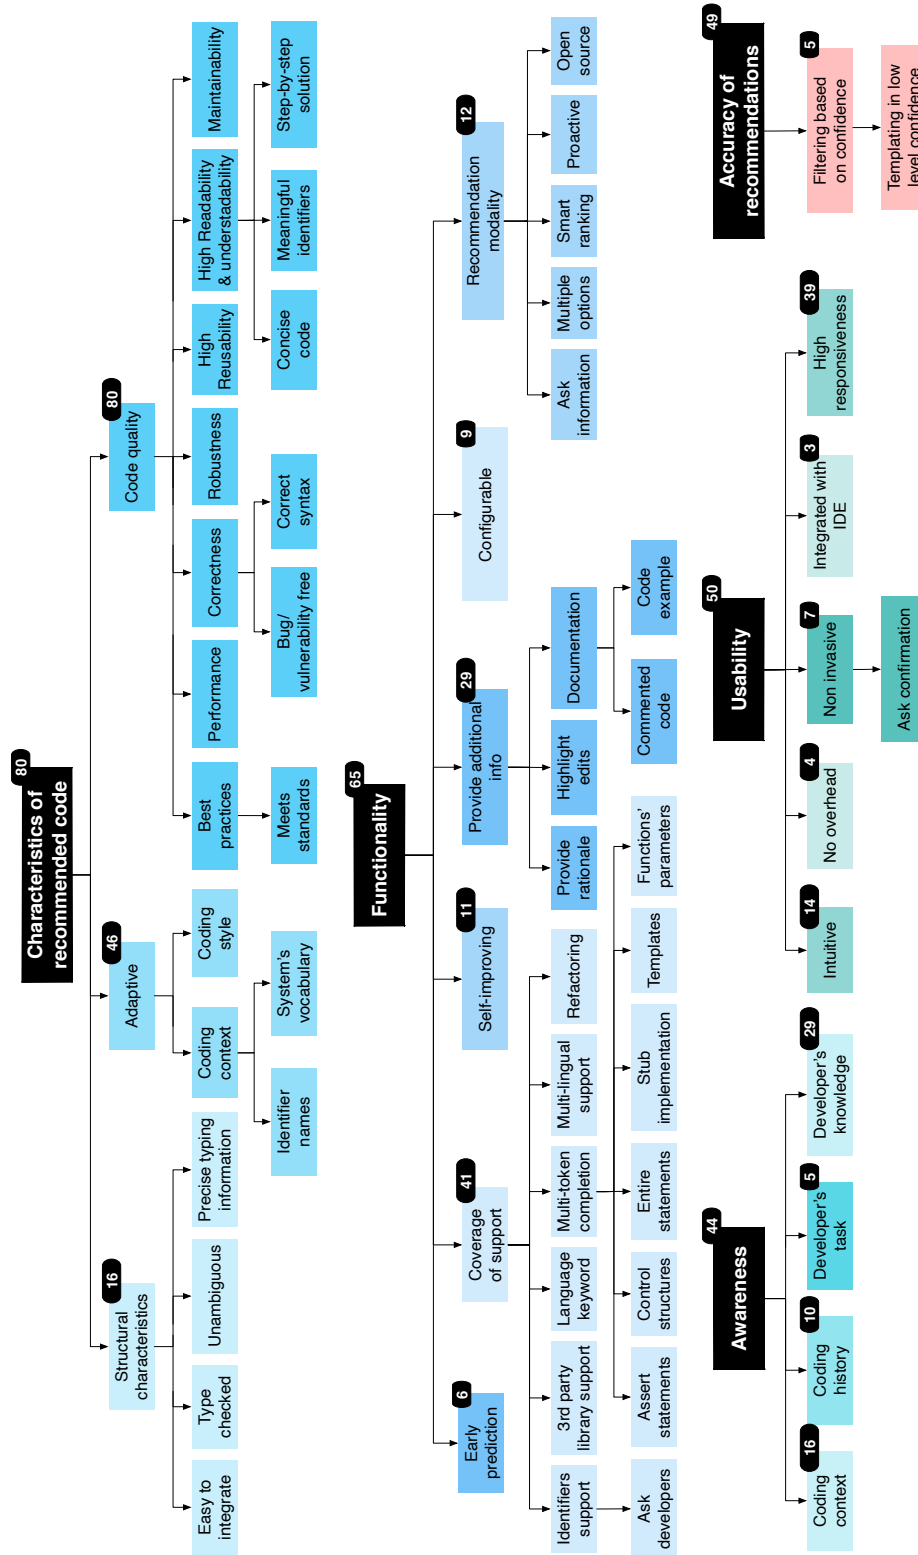 80
Characteristics of
recommended code
16
Structural
characteristics
46
Adaptive
80
Code quality
Easy to
integrate
Type
checked
Unambiguous
Precise typing
information
Coding
context
Coding
style
Best
practices
Performance
Correctness
Robustness
High
Reusability
High Readability
& understadability
Maintainability
Identifier
names
System's
vocabulary
Meets
standards
Bug/
vulnerability free
Correct
syntax
Concise
code
Meaningful
identifiers
Step-by-step
solution
65
Functionality
6
Early
prediction
41
Coverage
of support
11
Self-improving
29
Provide additional
info
9
Configurable
12
Recommendation
modality
Identifiers
support
3rd party
library support
Language
keyword
Multi-token
completion
Multi-lingual
support
Refactoring
Provide
rationale
Highlight
edits
Documentation
Ask
information
Multiple
options
Smart
ranking
Proactive
Open
source
Ask
developers
Assert
statements
Control
structures
Entire
statements
Stub
implementation
Templates
Functions'
parameters
Commented
code
Code
example
44
Awareness
50
Usability
49
Accuracy of
recommendations
16
Coding
context
10
Coding
history
5
Developer's
task
29
Developer's
knowledge
14
Intuitive
4
No overhead
7
Non invasive
3
Integrated with
IDE
39
High
responsiveness
5
Filtering based
on confidence
Ask confirmation
Templating in low
level confidence